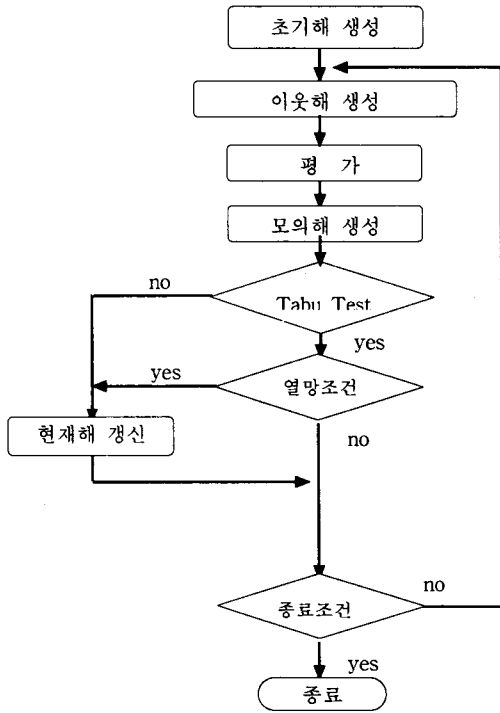 초기해 생성
이웃해 생성
평 가
모의해 생성
no
Tabu Test
yes
yes
열망조건
no
현재해 갱신
no
종료조건
yes
종료